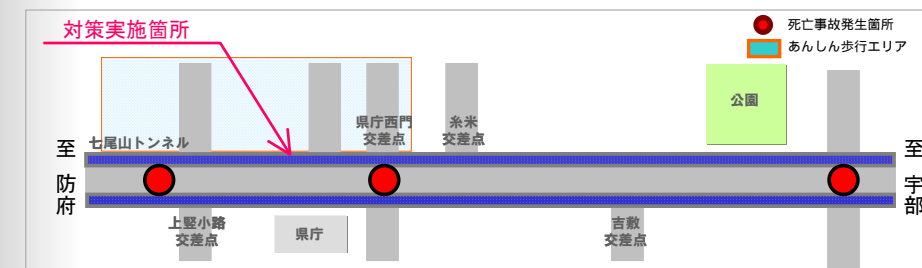 対策実施箇所
死亡事故発生箇所
あんしん歩行エリア
公園
県庁西門
交差点
糸米
交差点
七尾山トンネル
至
防
府
至
宇
部
上竪小路
交差点
県庁
吉敷
交差点